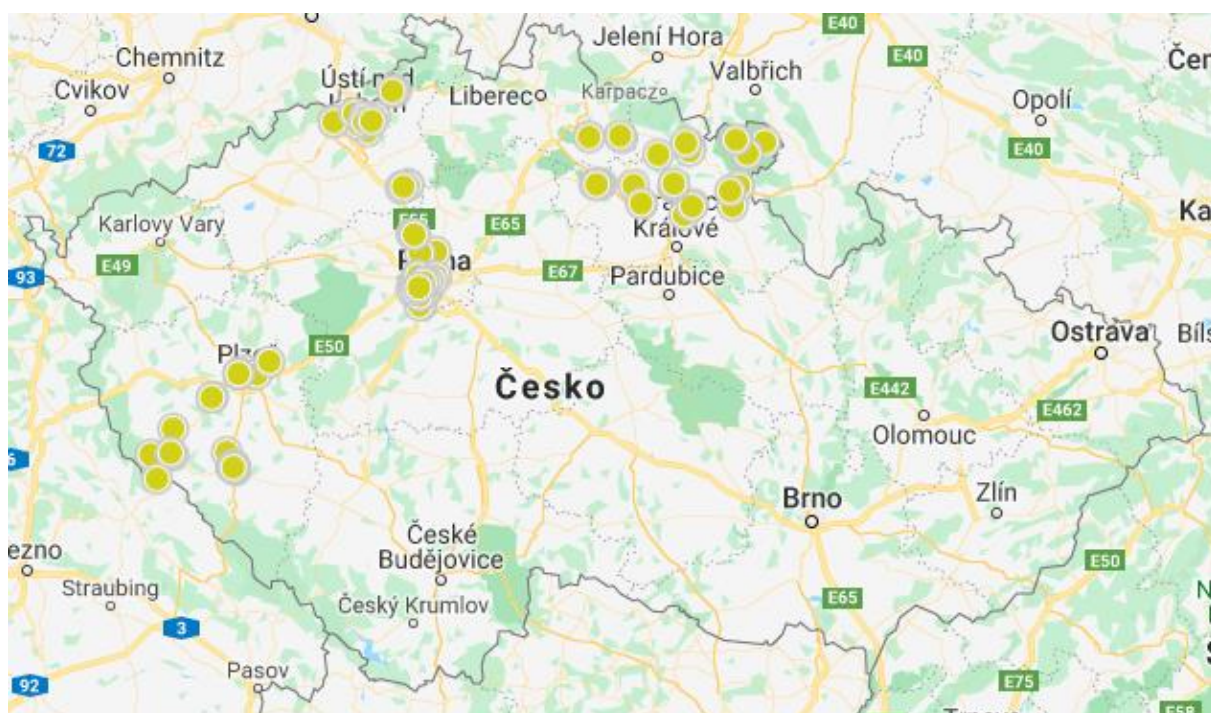 E40
Jelení Hora
E40
Chemnitz
Ústí nad
Valbřich
Cvikov
Liberec
Karpacz
Opolí
72
E40
Karlovy Vary
E55
Králové
E65
E49
93
E67
Pardubice
Ostrava
E50
Česko
E442
E462
Olomouc
Brno
Zlín
České
Budějovice
E50
Straubing
Český Krumlov
E65
3
Pasov
92
E75